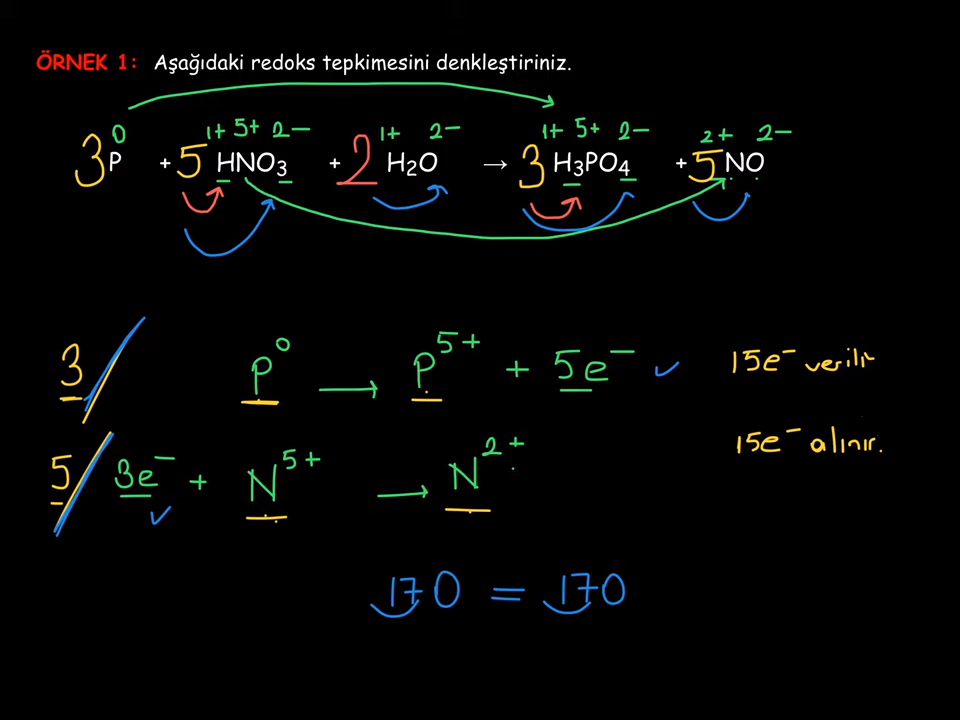 ÖRNEK 1: Aşağıdaki redoks tepkimesini denkleştiriniz.
0 1+ 5+ 2− 1+ 2− 1+ 5+ 2− 2+ 2−
3 P + 5 HNO₃ + 2 H₂O → 3 H₃PO₄ + 5 NO
3 P⁰ → P⁵⁺ + 5e⁻ ✓ 15e⁻ verilir
5 3e⁻ + N⁵⁺ → N²⁺ 15e⁻ alınır.
✓
17O = 17O